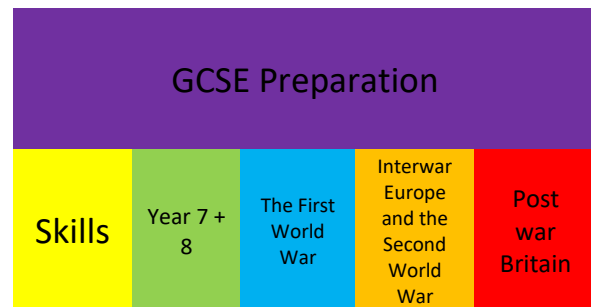 GCSE Preparation
Skills
Year 7 +
8
The First
World
War
Interwar
Europe
and the
Second
World
War
Post
war
Britain